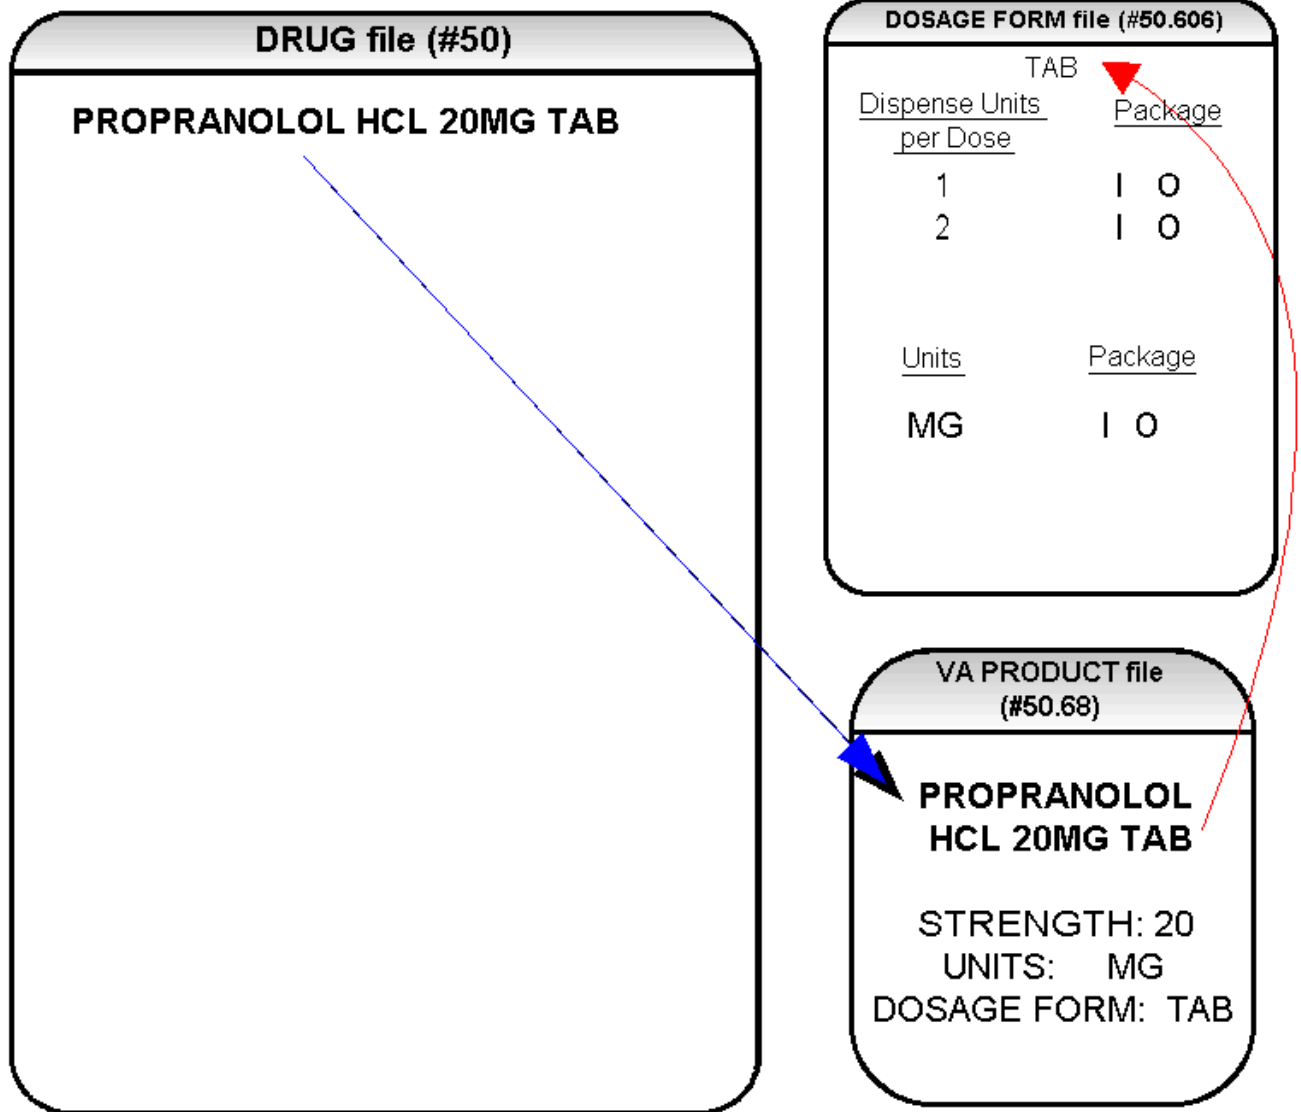 DRUG file (#50)
PROPRANOLOL HCL 20MG TAB
DOSAGE FORM file (#50.606)
TAB
Dispense Units Package
per Dose
1 I O
2 I O
Units Package
MG I O
VA PRODUCT file
(#50.68)
PROPRANOLOL
HCL 20MG TAB
STRENGTH: 20
UNITS: MG
DOSAGE FORM: TAB